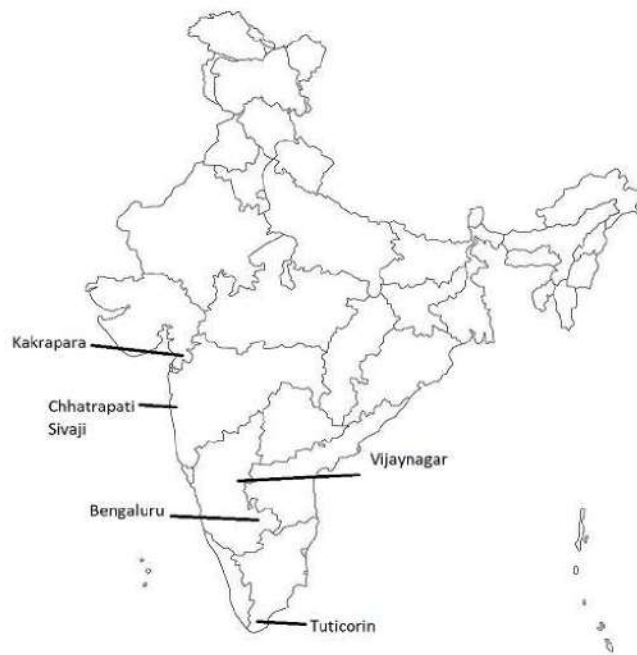 Kakrapara
Chhatrapati
Sivaji
Vijaynagar
Bengaluru
Tuticorin